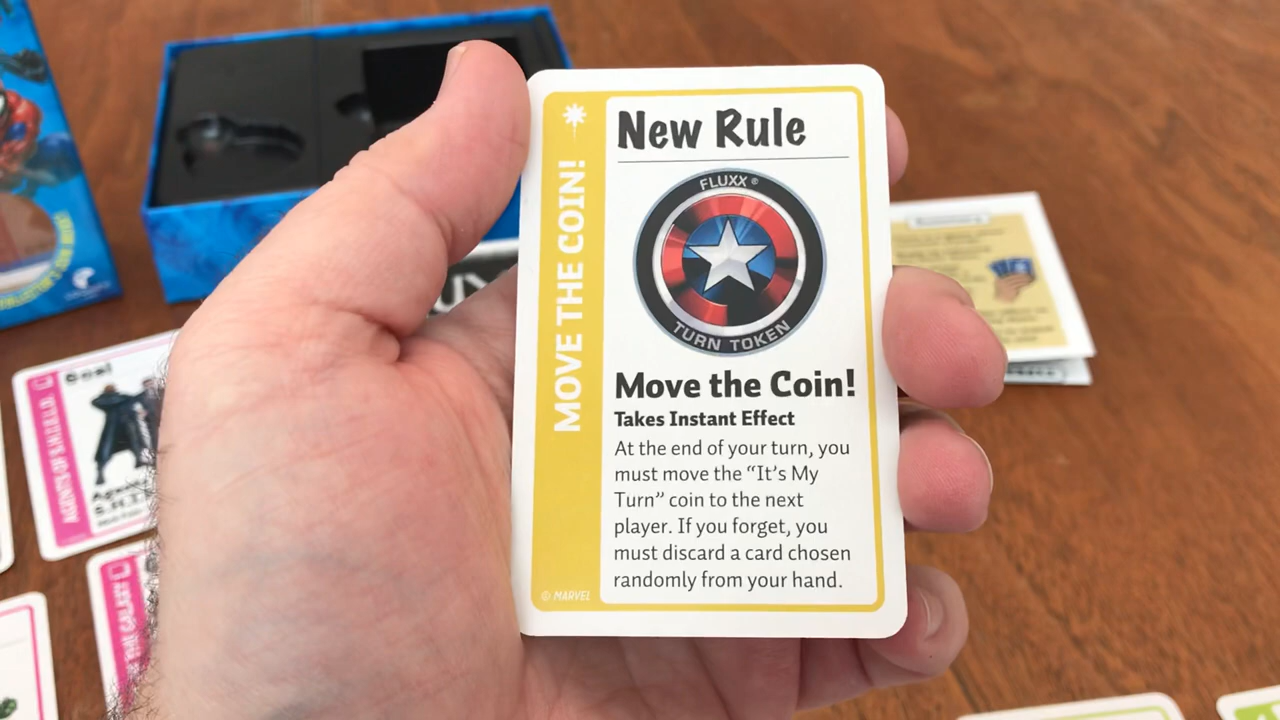 MOVE THE COIN!
New Rule
FLUXX®
TURN TOKEN
Move the Coin!
Takes Instant Effect
At the end of your turn, you
must move the “It’s My
Turn” coin to the next
player. If you forget, you
must discard a card chosen
randomly from your hand.
© MARVEL
Goal
AGENTS OF S.H.I.E.L.D.